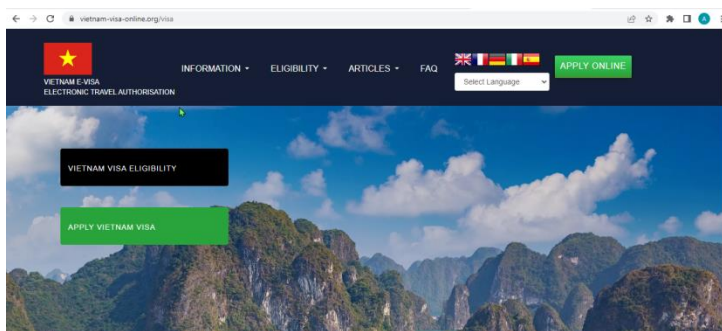 vietnam-visa-online.org/visa
VIETNAM E-VISA
ELECTRONIC TRAVEL AUTHORISATION
INFORMATION
ELIGIBILITY
ARTICLES
FAQ
Select Language
APPLY ONLINE
VIETNAM VISA ELIGIBILITY
APPLY VIETNAM VISA